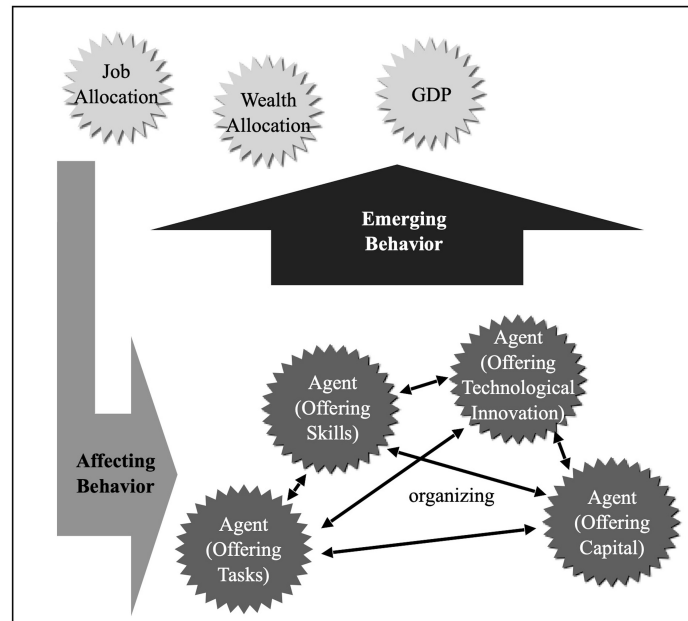 Job
Allocation
Wealth
Allocation
GDP
Emerging
Behavior
Agent
(Offering
Technological
Innovation)
Agent
(Offering
Skills)
Affecting
Behavior
organizing
Agent
(Offering
Tasks)
Agent
(Offering
Capital)